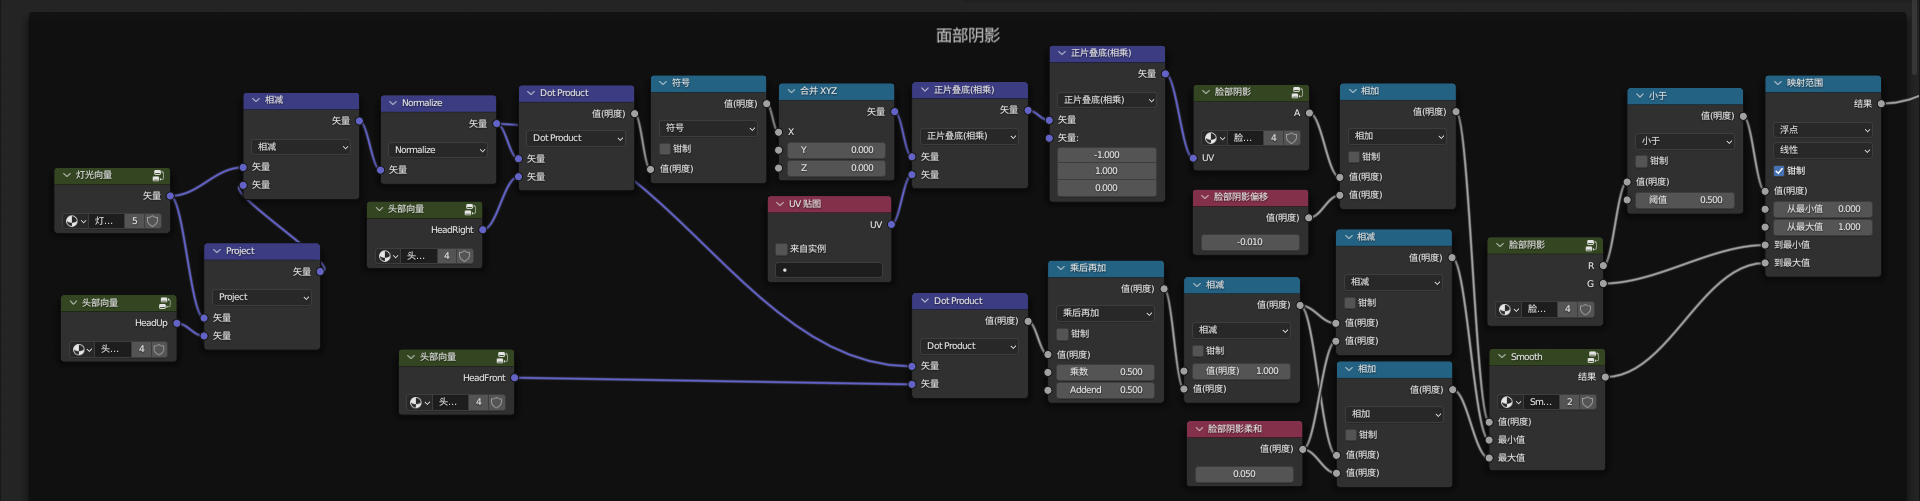 面部阴影
灯光向量
矢量
灯...
5
头部向量
HeadUp
头...
4
相减
矢量
相减
矢量
矢量
Project
矢量
Project
矢量
矢量
Normalize
矢量
Normalize
矢量
头部向量
HeadRight
头...
4
头部向量
HeadFront
头...
4
Dot Product
值(明度)
Dot Product
矢量
矢量
符号
值(明度)
符号
钳制
值(明度)
合并 XYZ
矢量
X
Y 0.000
Z 0.000
UV 贴图
UV
来自实例
正片叠底(相乘)
矢量
正片叠底(相乘)
矢量
矢量
Dot Product
值(明度)
Dot Product
矢量
矢量
正片叠底(相乘)
矢量
正片叠底(相乘)
矢量
矢量:
-1.000
1.000
0.000
乘后再加
值(明度)
乘后再加
钳制
值(明度)
乘数 0.500
Addend 0.500
脸部阴影
A
脸...
4
UV
脸部阴影偏移
值(明度)
-0.010
相减
值(明度)
相减
钳制
值(明度) 1.000
值(明度)
脸部阴影柔和
值(明度)
0.050
相加
值(明度)
相加
钳制
值(明度)
值(明度)
相减
值(明度)
相减
钳制
值(明度)
值(明度)
相加
值(明度)
相加
钳制
值(明度)
值(明度)
脸部阴影
R
G
脸...
4
Smooth
结果
Sm...
2
值(明度)
最小值
最大值
小于
值(明度)
小于
钳制
值(明度)
阈值 0.500
映射范围
结果
浮点
线性
钳制
值(明度)
从最小值 0.000
从最大值 1.000
到最小值
到最大值